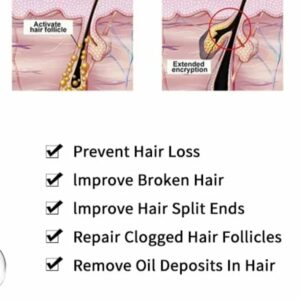 Activate
hair follicle
Extended
encryption
Prevent Hair Loss
lmprove Broken Hair
lmprove Hair Split Ends
Repair Clogged Hair Follicles
Remove Oil Deposits In Hair